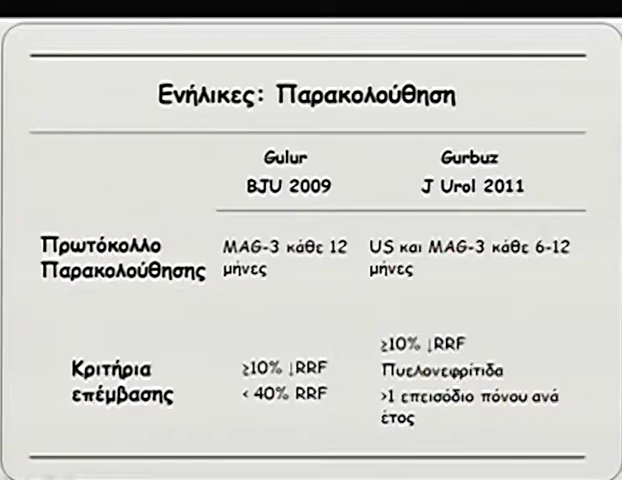 Ενήλικες: Παρακολούθηση
Gulur
BJU 2009
Gurbuz
J Urol 2011
Πρωτόκολλο
Παρακολούθησης
MAG-3 κάθε 12
μήνες
US και MAG-3 κάθε 6-12
μήνες
Κριτήρια
επέμβασης
≥10% ↓RRF
< 40% RRF
≥10% ↓RRF
Πυελονεφρίτιδα
>1 επεισόδιο πόνου ανά
έτος